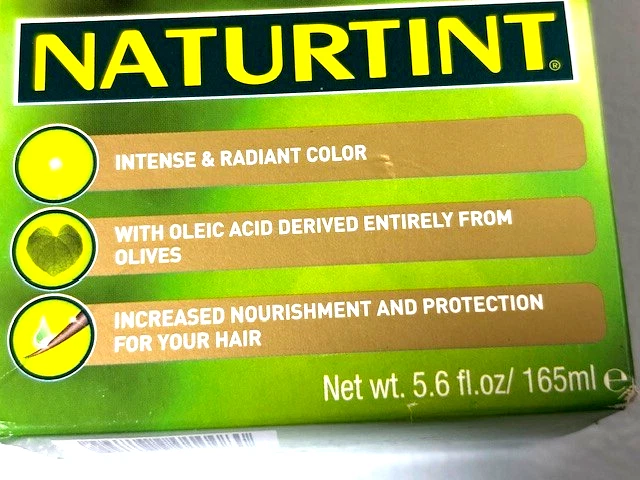 NATURTINT®
INTENSE & RADIANT COLOR
WITH OLEIC ACID DERIVED ENTIRELY FROM
OLIVES
INCREASED NOURISHMENT AND PROTECTION
FOR YOUR HAIR
Net wt. 5.6 fl.oz/ 165ml ℮